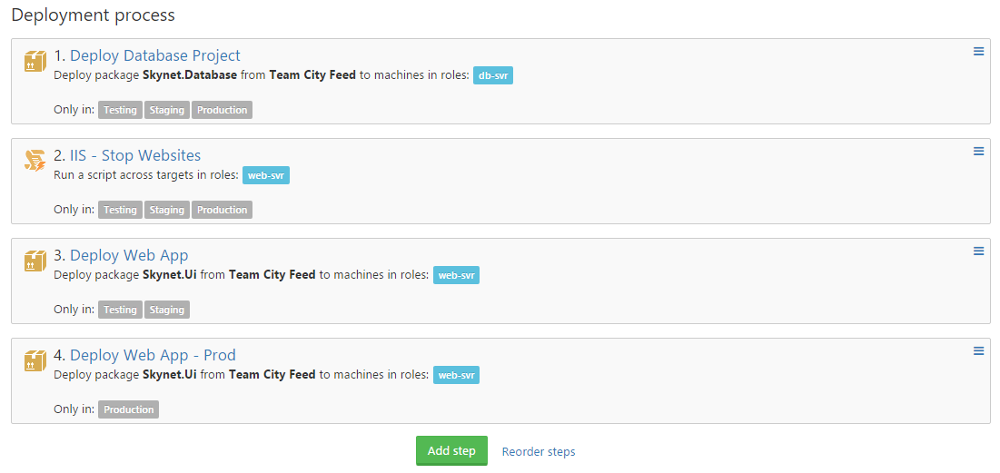 Deployment process
1. Deploy Database Project
Deploy package Skynet.Database from Team City Feed to machines in roles: db-svr
Only in: Testing Staging Production
2. IIS - Stop Websites
Run a script across targets in roles: web-svr
Only in: Testing Staging Production
3. Deploy Web App
Deploy package Skynet.Ui from Team City Feed to machines in roles: web-svr
Only in: Testing Staging
4. Deploy Web App - Prod
Deploy package Skynet.Ui from Team City Feed to machines in roles: web-svr
Only in: Production
Add step Reorder steps